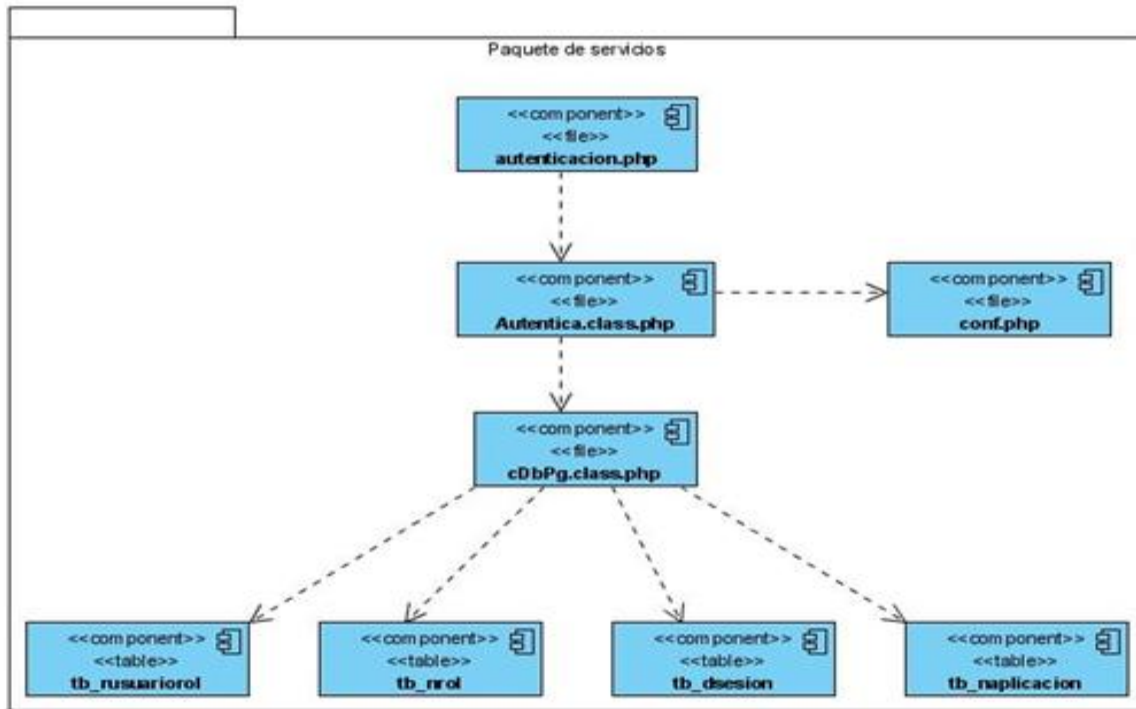 Paquete de servicios
<<component>>
<<file>>
autenticacion.php
<<component>>
<<file>>
Autentica.class.php
<<component>>
<<file>>
conf.php
<<component>>
<<file>>
cDbPg.class.php
<<component>>
<<table>>
tb_rusuariorol
<<component>>
<<table>>
tb_nrol
<<component>>
<<table>>
tb_dsesion
<<component>>
<<table>>
tb_naplicacion